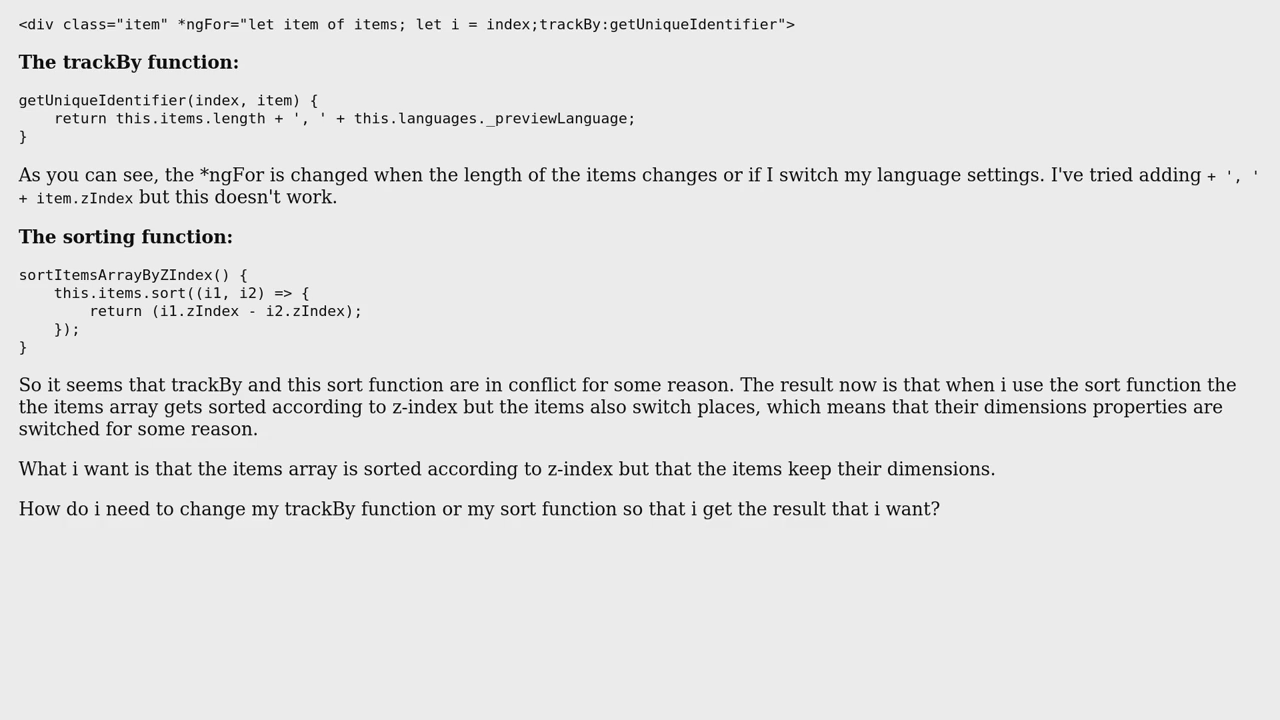 <div class="item" *ngFor="let item of items; let i = index;trackBy:getUniqueIdentifier">
The trackBy function:
getUniqueIdentifier(index, item) {
    return this.items.length + ', ' + this.languages._previewLanguage;
}
As you can see, the *ngFor is changed when the length of the items changes or if I switch my language settings. I've tried adding + ', '
+ item.zIndex but this doesn't work.
The sorting function:
sortItemsArrayByZIndex() {
    this.items.sort((i1, i2) => {
        return (i1.zIndex - i2.zIndex);
    });
}
So it seems that trackBy and this sort function are in conflict for some reason. The result now is that when i use the sort function the
the items array gets sorted according to z-index but the items also switch places, which means that their dimensions properties are
switched for some reason.
What i want is that the items array is sorted according to z-index but that the items keep their dimensions.
How do i need to change my trackBy function or my sort function so that i get the result that i want?